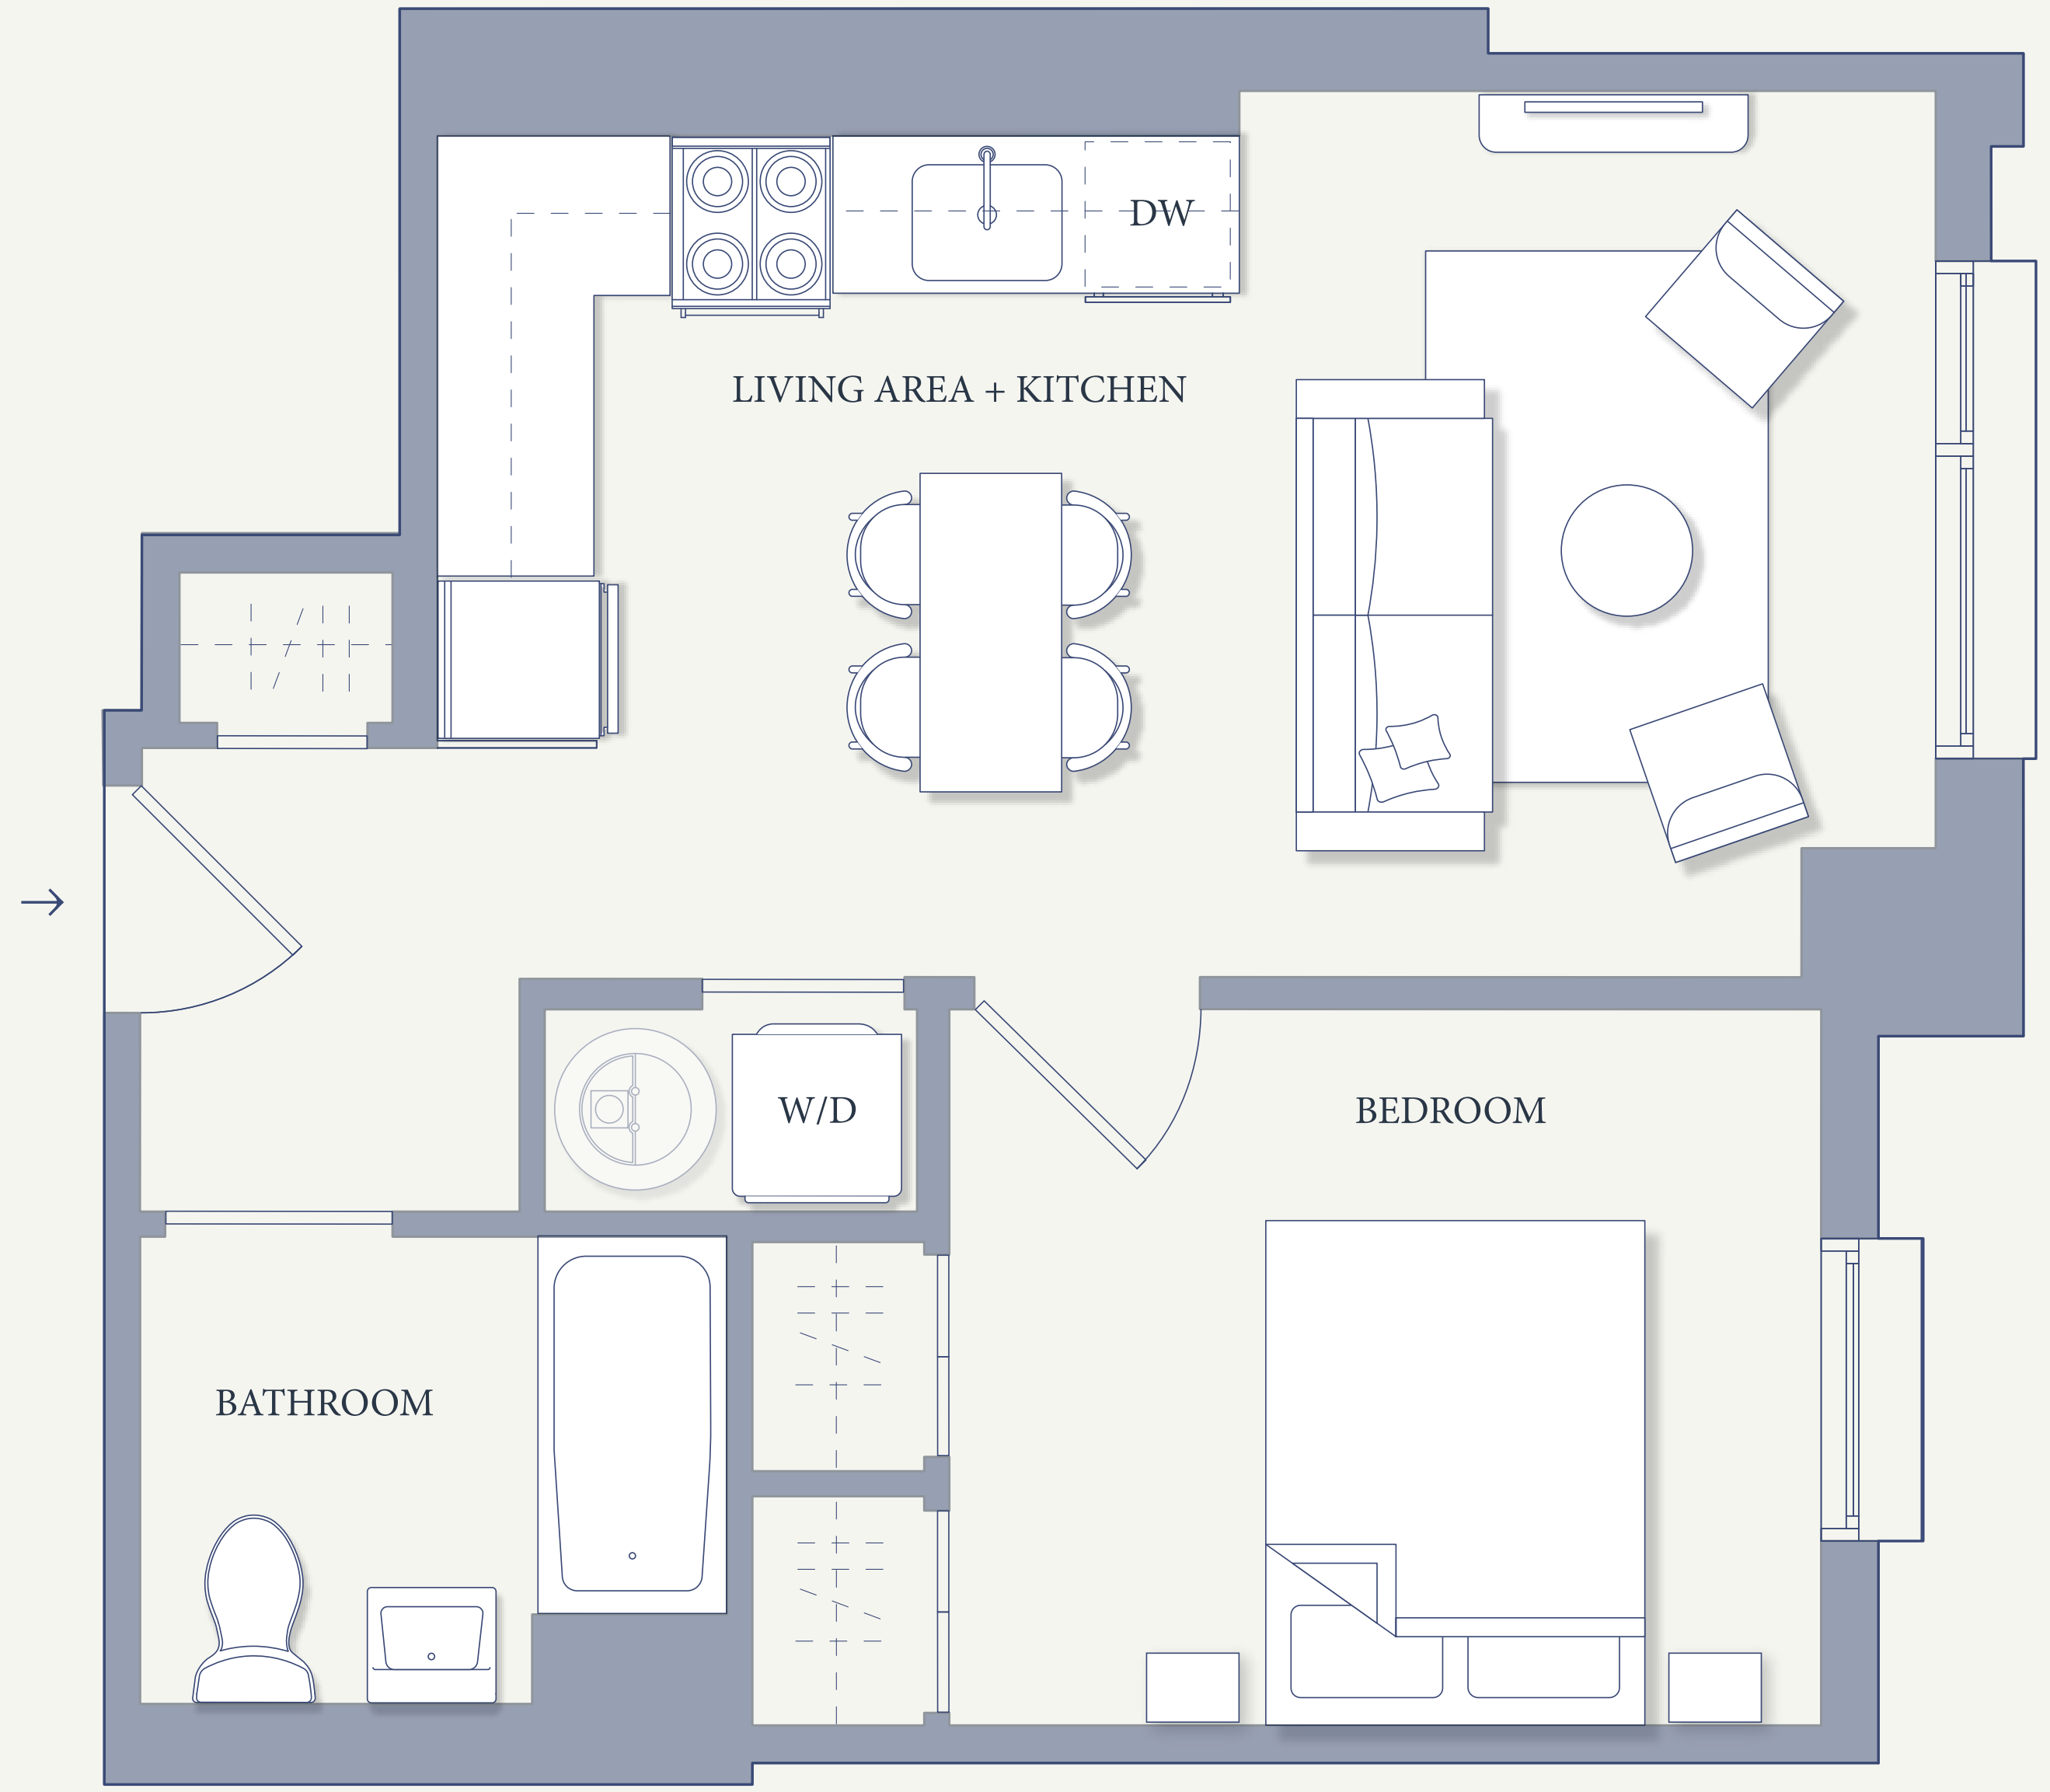 DW
LIVING AREA + KITCHEN
W/D
BEDROOM
BATHROOM